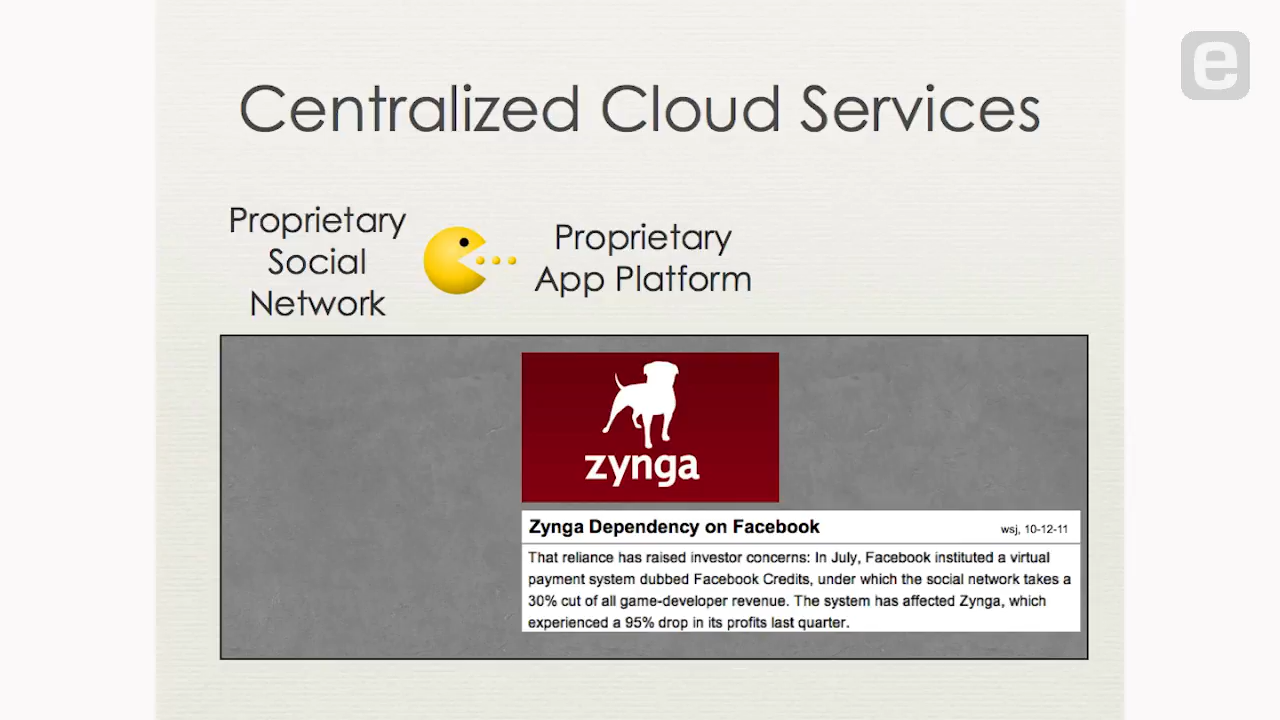 e
Centralized Cloud Services
Proprietary
Social
Network
Proprietary
App Platform
zynga
Zynga Dependency on Facebook
wsj, 10-12-11
That reliance has raised investor concerns: In July, Facebook instituted a virtual
payment system dubbed Facebook Credits, under which the social network takes a
30% cut of all game-developer revenue. The system has affected Zynga, which
experienced a 95% drop in its profits last quarter.